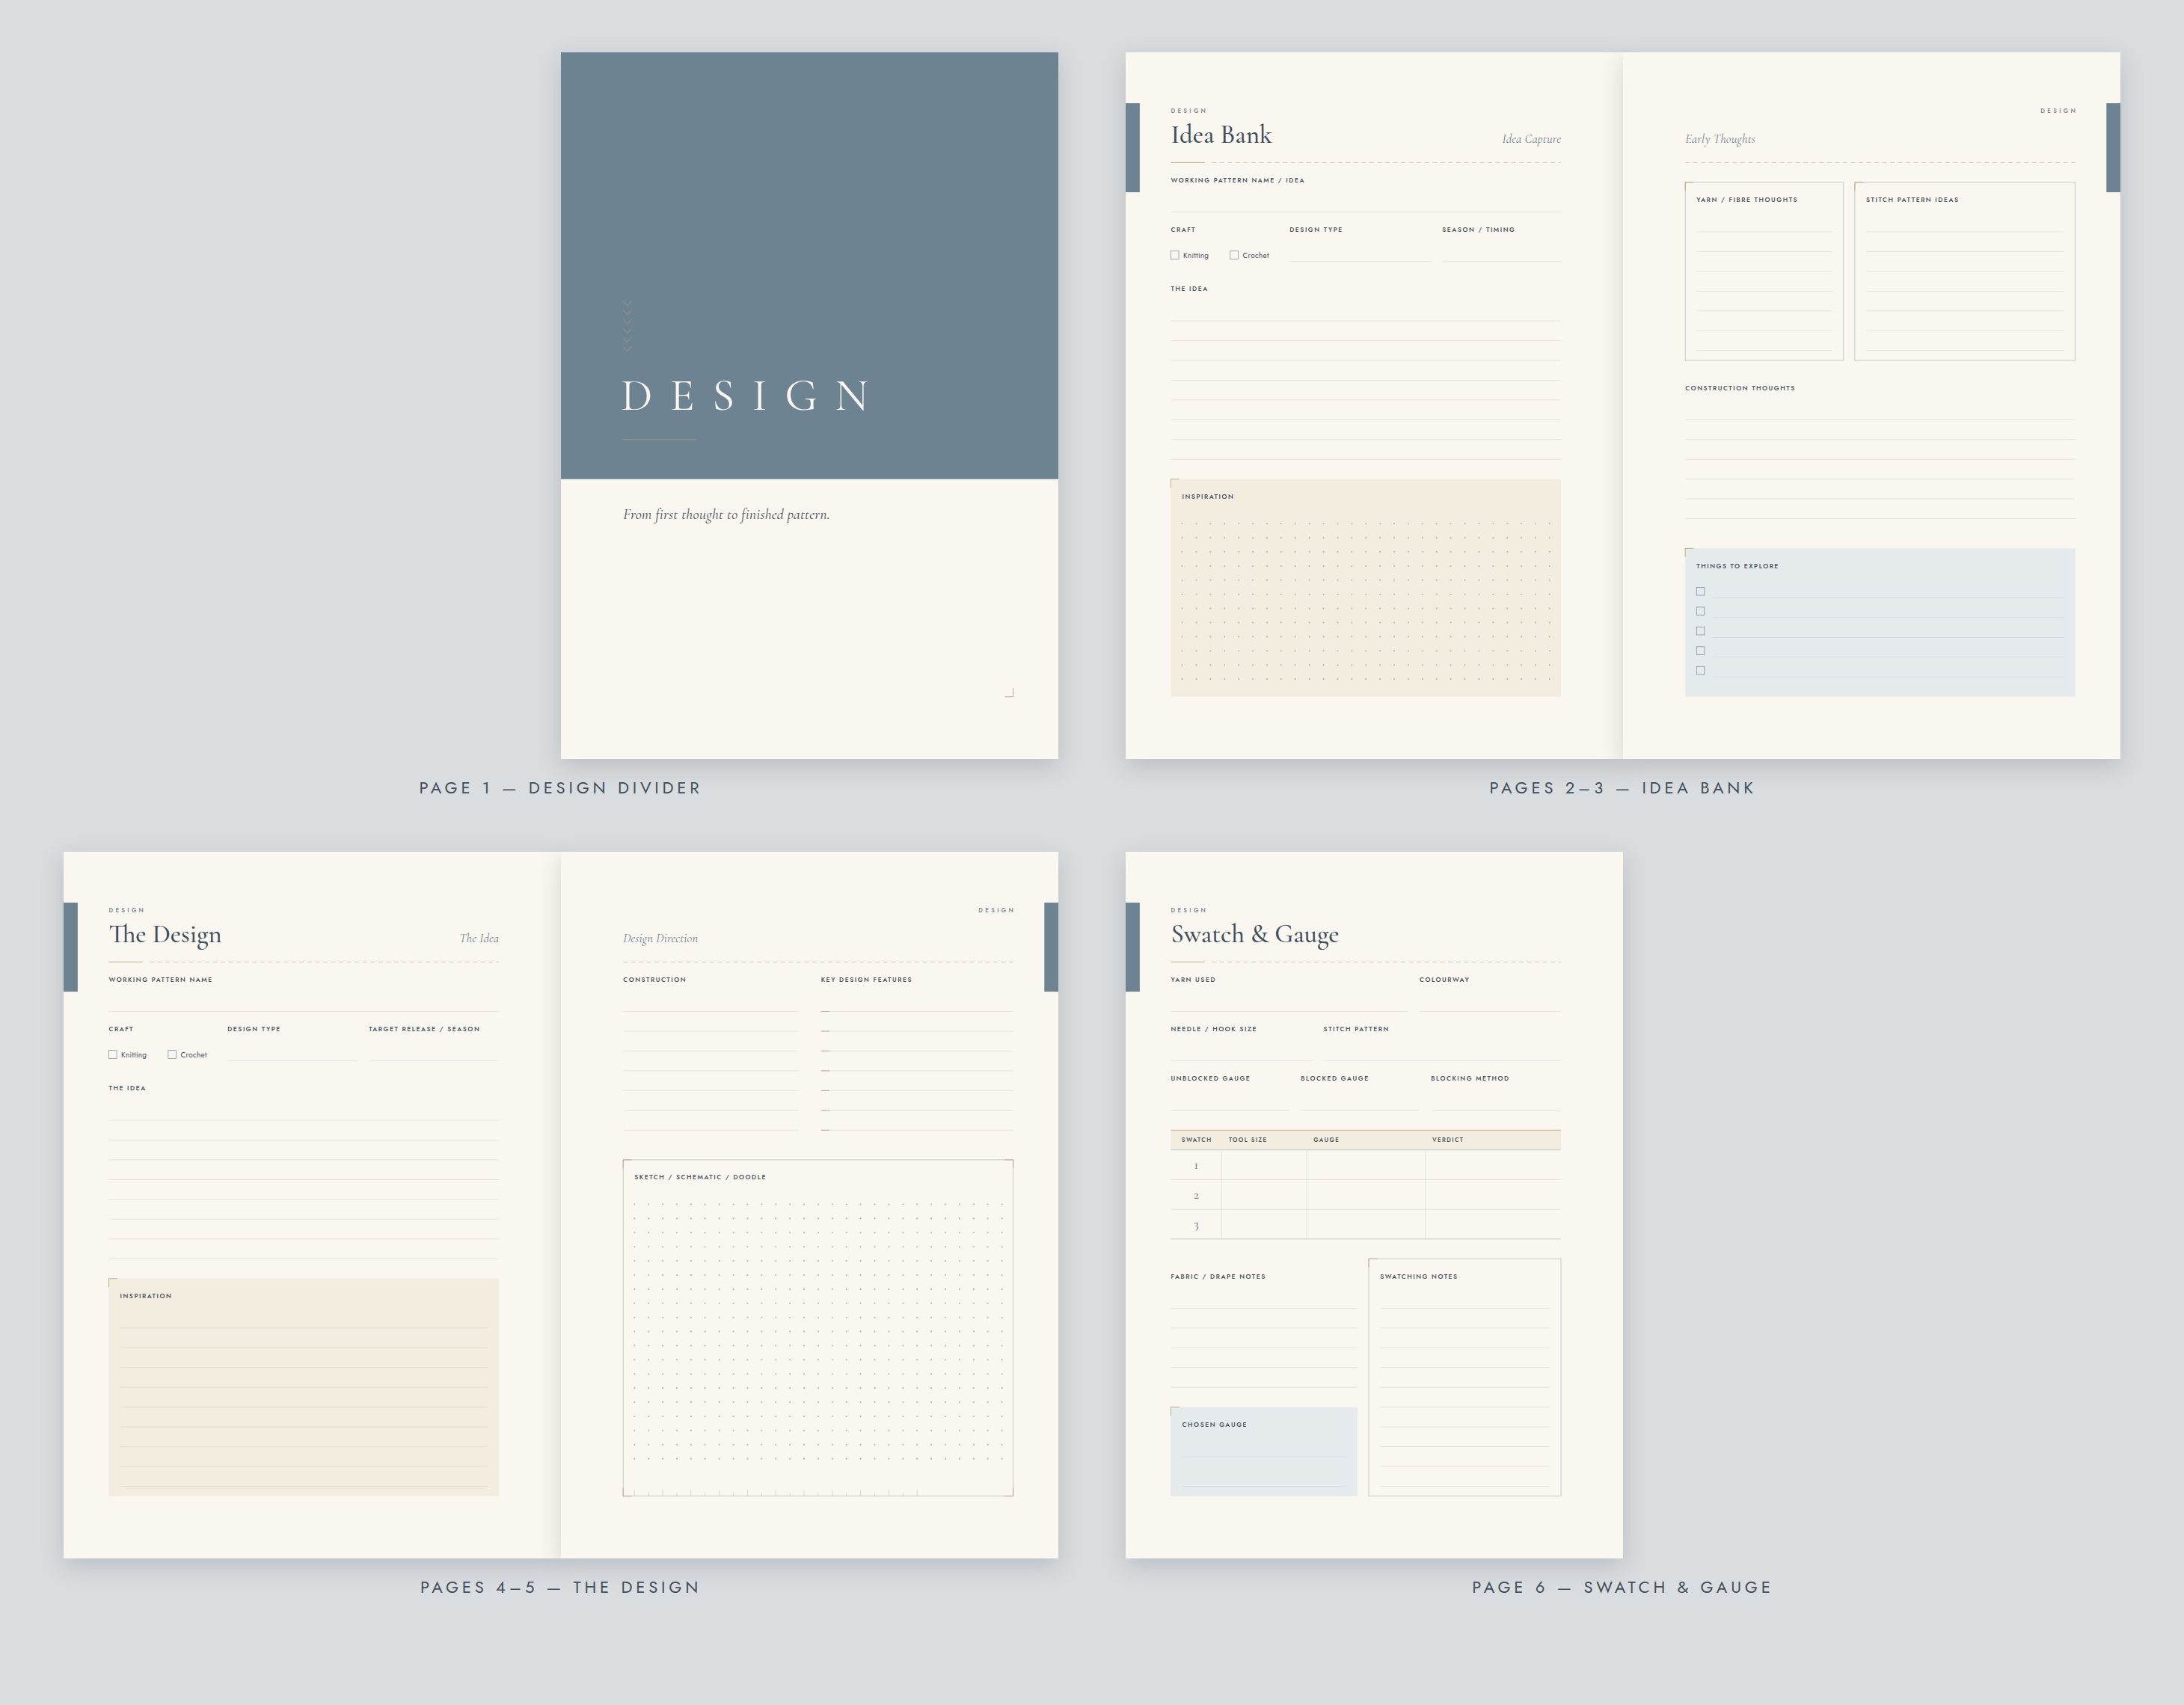 DESIGN
From first thought to finished pattern.
PAGE 1 — DESIGN DIVIDER
DESIGN
Idea Bank
Idea Capture
WORKING PATTERN NAME / IDEA
CRAFT
DESIGN TYPE
SEASON / TIMING
Knitting
Crochet
THE IDEA
INSPIRATION
DESIGN
Early Thoughts
YARN / FIBRE THOUGHTS
STITCH PATTERN IDEAS
CONSTRUCTION THOUGHTS
THINGS TO EXPLORE
PAGES 2–3 — IDEA BANK
DESIGN
The Design
The Idea
WORKING PATTERN NAME
CRAFT
DESIGN TYPE
TARGET RELEASE / SEASON
Knitting
Crochet
THE IDEA
INSPIRATION
DESIGN
Design Direction
CONSTRUCTION
KEY DESIGN FEATURES
SKETCH / SCHEMATIC / DOODLE
PAGES 4–5 — THE DESIGN
DESIGN
Swatch & Gauge
YARN USED
COLOURWAY
NEEDLE / HOOK SIZE
STITCH PATTERN
UNBLOCKED GAUGE
BLOCKED GAUGE
BLOCKING METHOD
SWATCH
TOOL SIZE
GAUGE
VERDICT
1
2
3
FABRIC / DRAPE NOTES
SWATCHING NOTES
CHOSEN GAUGE
PAGE 6 — SWATCH & GAUGE